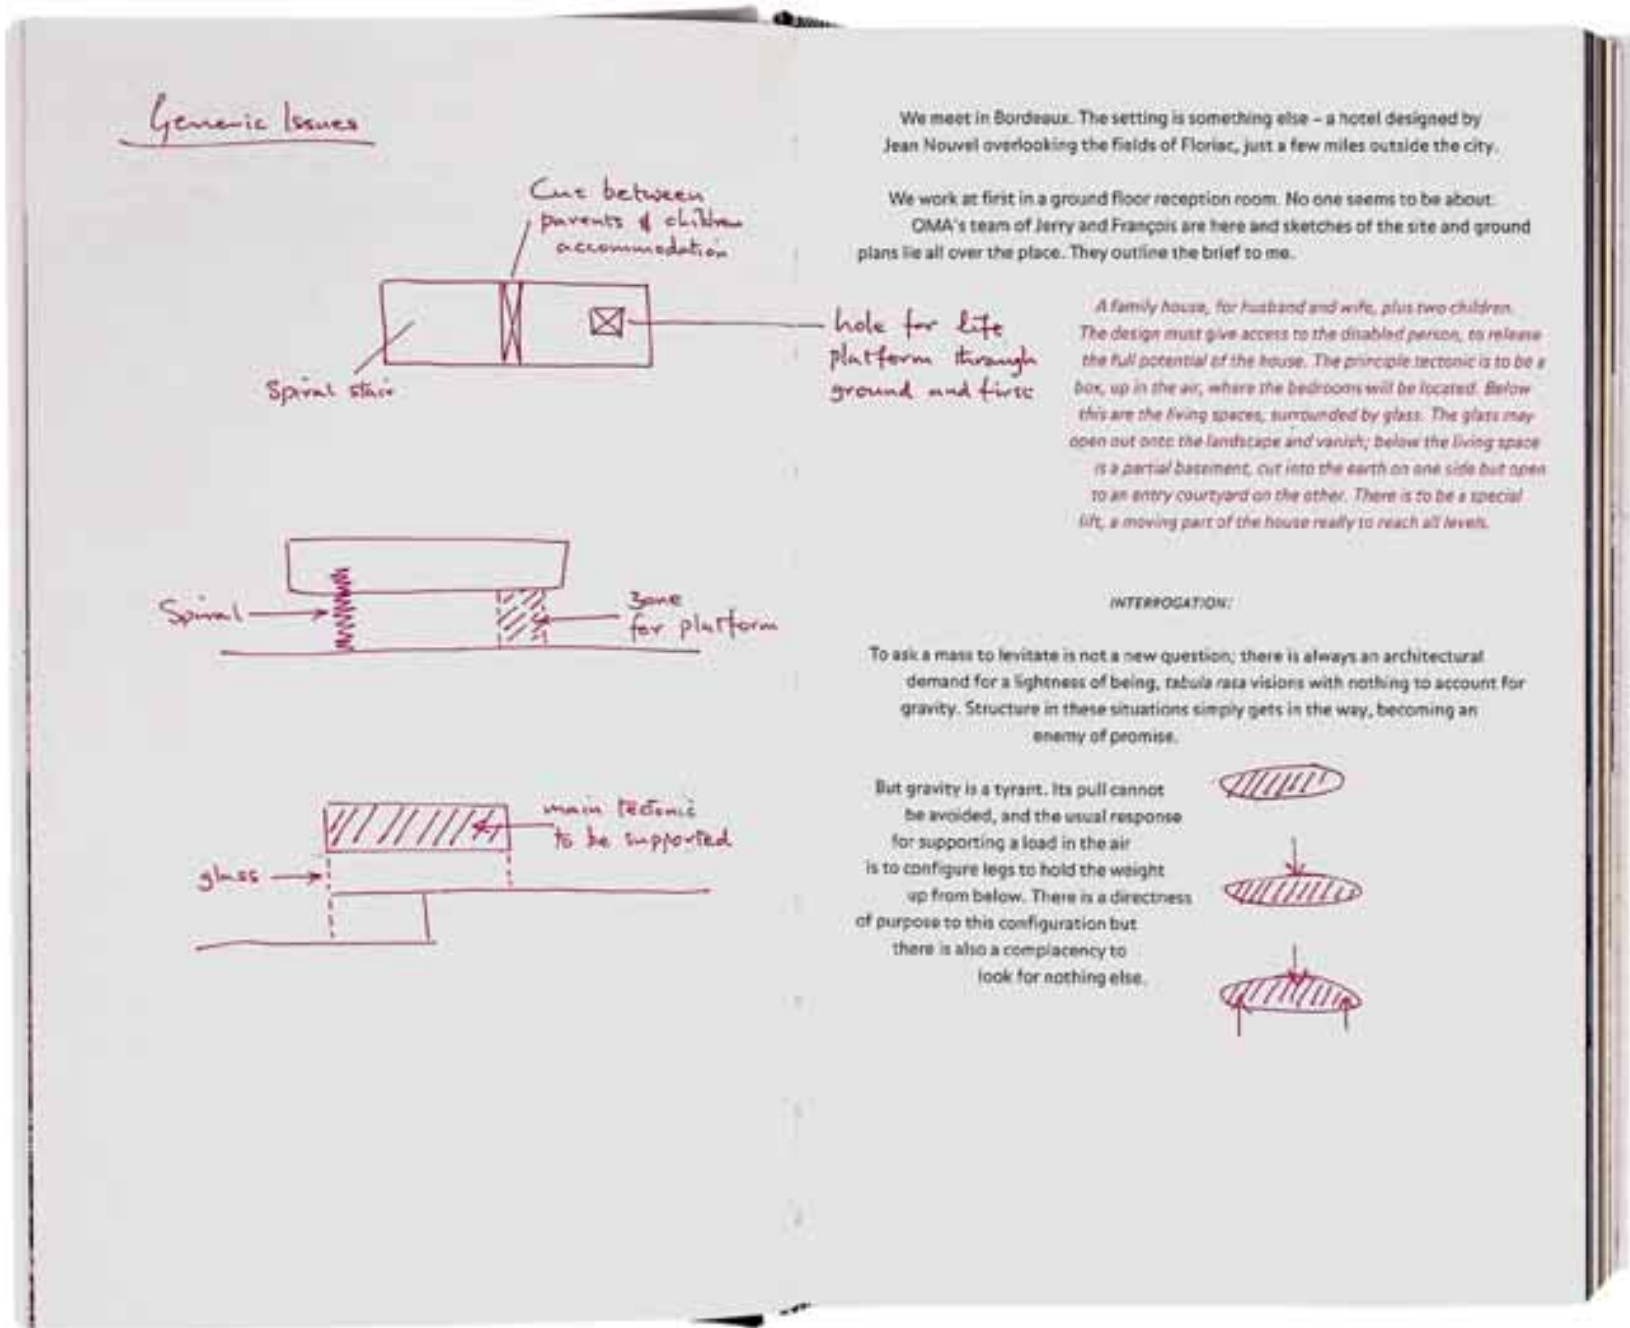 Generic Issues
Cut between
parents & children
accommodation
Spiral stair
hole for lift
platform through
ground and first
Spiral
Zone
for platform
main tectonic
to be supported
glass
We meet in Bordeaux. The setting is something else – a hotel designed by
Jean Nouvel overlooking the fields of Floriac, just a few miles outside the city.
We work at first in a ground floor reception room. No one seems to be about.
OMA's team of Jerry and François are here and sketches of the site and ground
plans lie all over the place. They outline the brief to me.
A family house, for husband and wife, plus two children.
The design must give access to the disabled person, to release
the full potential of the house. The principle tectonic is to be a
box, up in the air, where the bedrooms will be located. Below
this are the living spaces, surrounded by glass. The glass may
open out onto the landscape and vanish; below the living space
is a partial basement, cut into the earth on one side but open
to an entry courtyard on the other. There is to be a special
lift, a moving part of the house really to reach all levels.
INTERROGATION:
To ask a mass to levitate is not a new question; there is always an architectural
demand for a lightness of being, tabula rasa visions with nothing to account for
gravity. Structure in these situations simply gets in the way, becoming an
enemy of promise.
But gravity is a tyrant. Its pull cannot
be avoided, and the usual response
for supporting a load in the air
is to configure legs to hold the weight
up from below. There is a directness
of purpose to this configuration but
there is also a complacency to
look for nothing else.